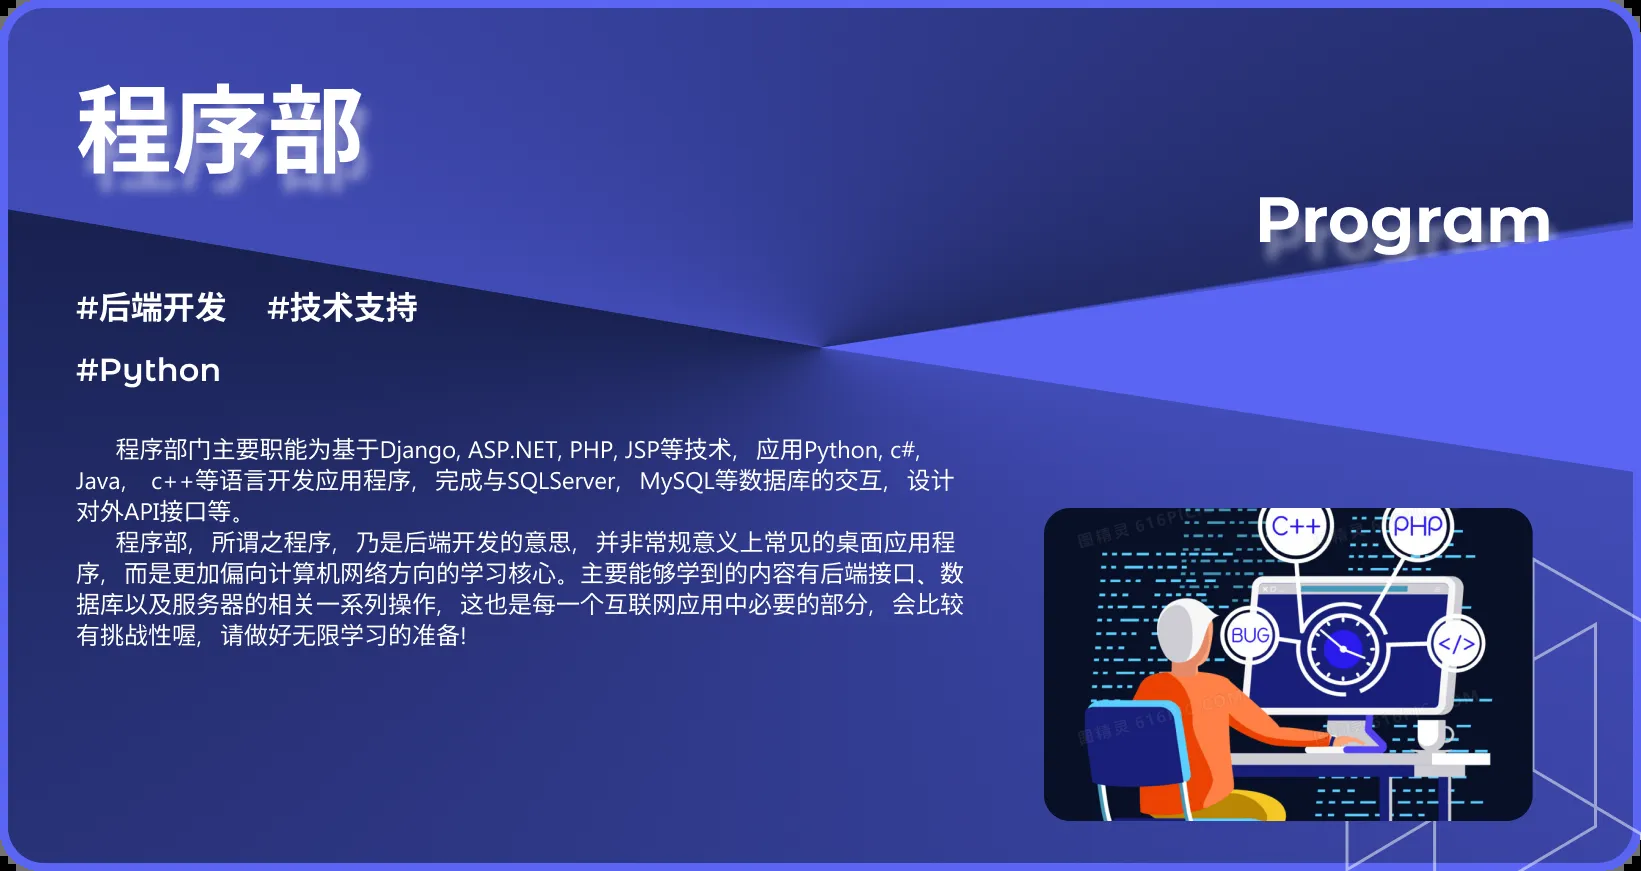 程序部
Program
#后端开发 #技术支持
#Python
程序部门主要职能为基于Django, ASP.NET, PHP, JSP等技术，应用Python, c#,
Java， c++等语言开发应用程序，完成与SQLServer，MySQL等数据库的交互，设计
对外API接口等。
程序部，所谓之程序，乃是后端开发的意思，并非常规意义上常见的桌面应用程
序，而是更加偏向计算机网络方向的学习核心。主要能够学到的内容有后端接口、数
据库以及服务器的相关一系列操作，这也是每一个互联网应用中必要的部分，会比较
有挑战性喔，请做好无限学习的准备!
图精灵 616PIC
C++
PHP
BUG
</>
图精灵 616PIC.COM
616PIC.COM